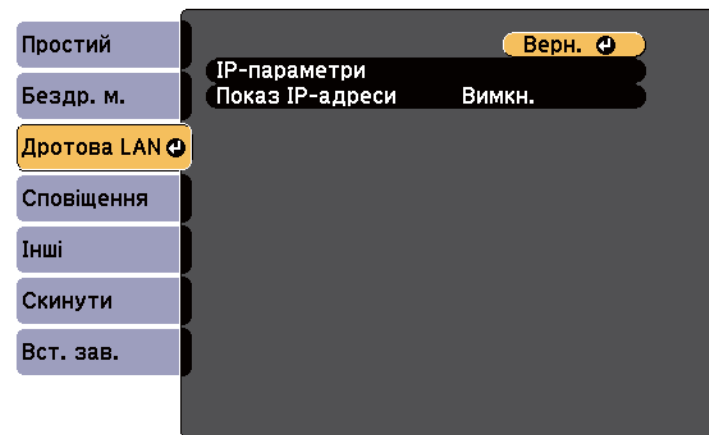 Простий
Бездр. м.
Дротова LAN
Сповіщення
Інші
Скинути
Вст. зав.
Верн.
IP-параметри
Показ IP-адреси Вимкн.